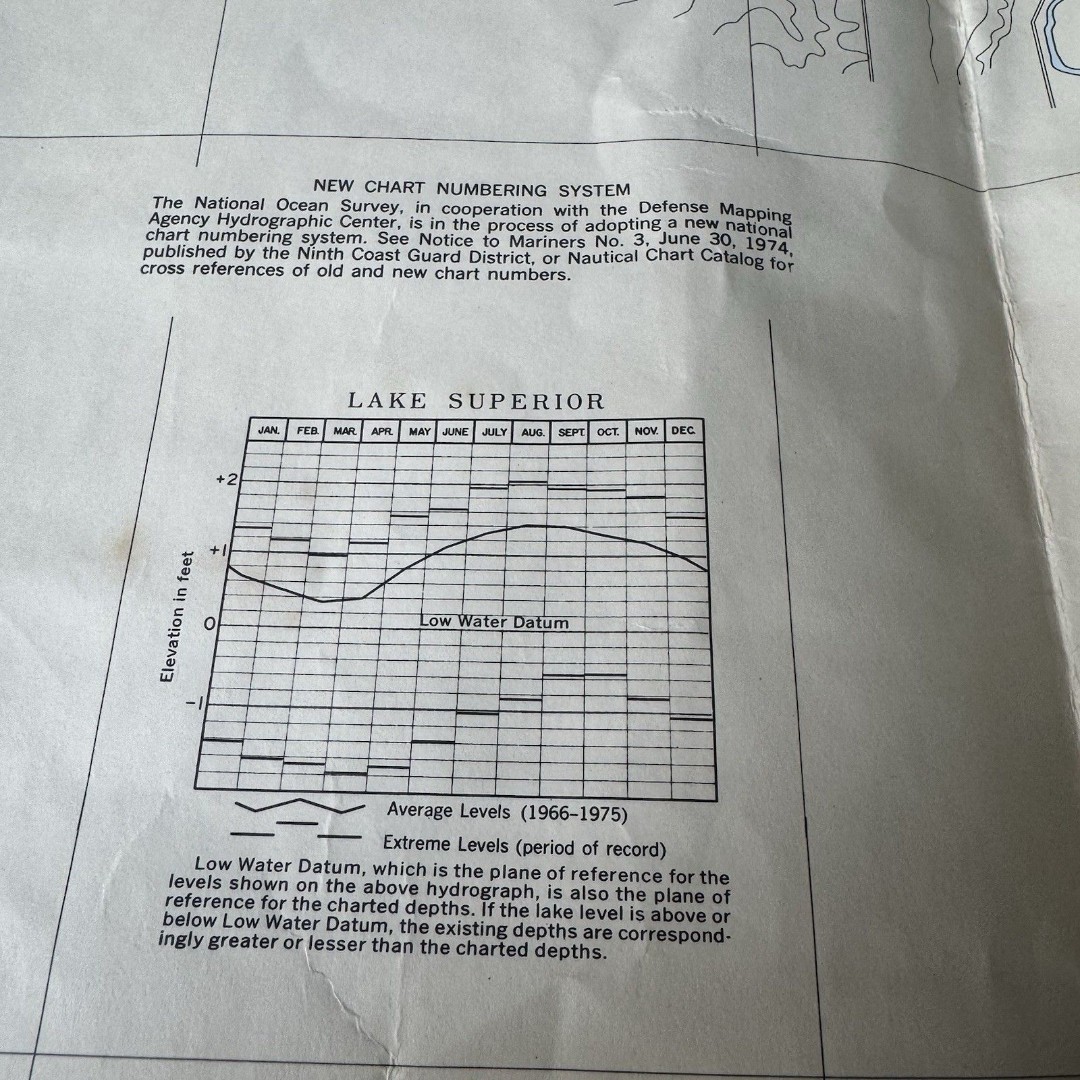 NEW CHART NUMBERING SYSTEM
The National Ocean Survey, in cooperation with the Defense Mapping
Agency Hydrographic Center, is in the process of adopting a new national
chart numbering system. See Notice to Mariners No. 3, June 30, 1974,
published by the Ninth Coast Guard District, or Nautical Chart Catalog for
cross references of old and new chart numbers.
LAKE SUPERIOR
JAN. FEB. MAR. APR. MAY JUNE JULY AUG. SEPT. OCT. NOV. DEC.
+2
+1
Elevation in feet
0
Low Water Datum
-1
Average Levels (1966-1975)
Extreme Levels (period of record)
Low Water Datum, which is the plane of reference for the
levels shown on the above hydrograph, is also the plane of
reference for the charted depths. If the lake level is above or
below Low Water Datum, the existing depths are correspond-
ingly greater or lesser than the charted depths.